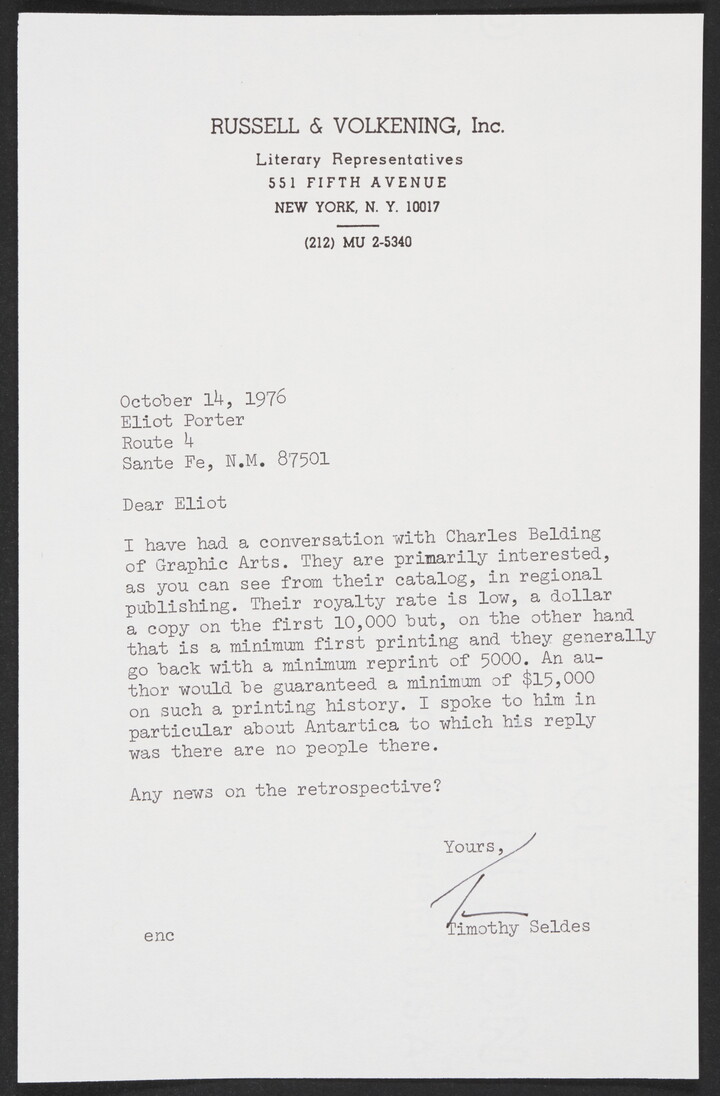 RUSSELL & VOLKENING, Inc.
Literary Representatives
551 FIFTH AVENUE
NEW YORK, N. Y. 10017
(212) MU 2-5340
October 14, 1976
Eliot Porter
Route 4
Sante Fe, N.M. 87501
Dear Eliot
I have had a conversation with Charles Belding
of Graphic Arts. They are primarily interested,
as you can see from their catalog, in regional
publishing. Their royalty rate is low, a dollar
a copy on the first 10,000 but, on the other hand
that is a minimum first printing and they generally
go back with a minimum reprint of 5000. An au-
thor would be guaranteed a minimum of $15,000
on such a printing history. I spoke to him in
particular about Antartica to which his reply
was there are no people there.
Any news on the retrospective?
Yours,
Timothy Seldes
enc